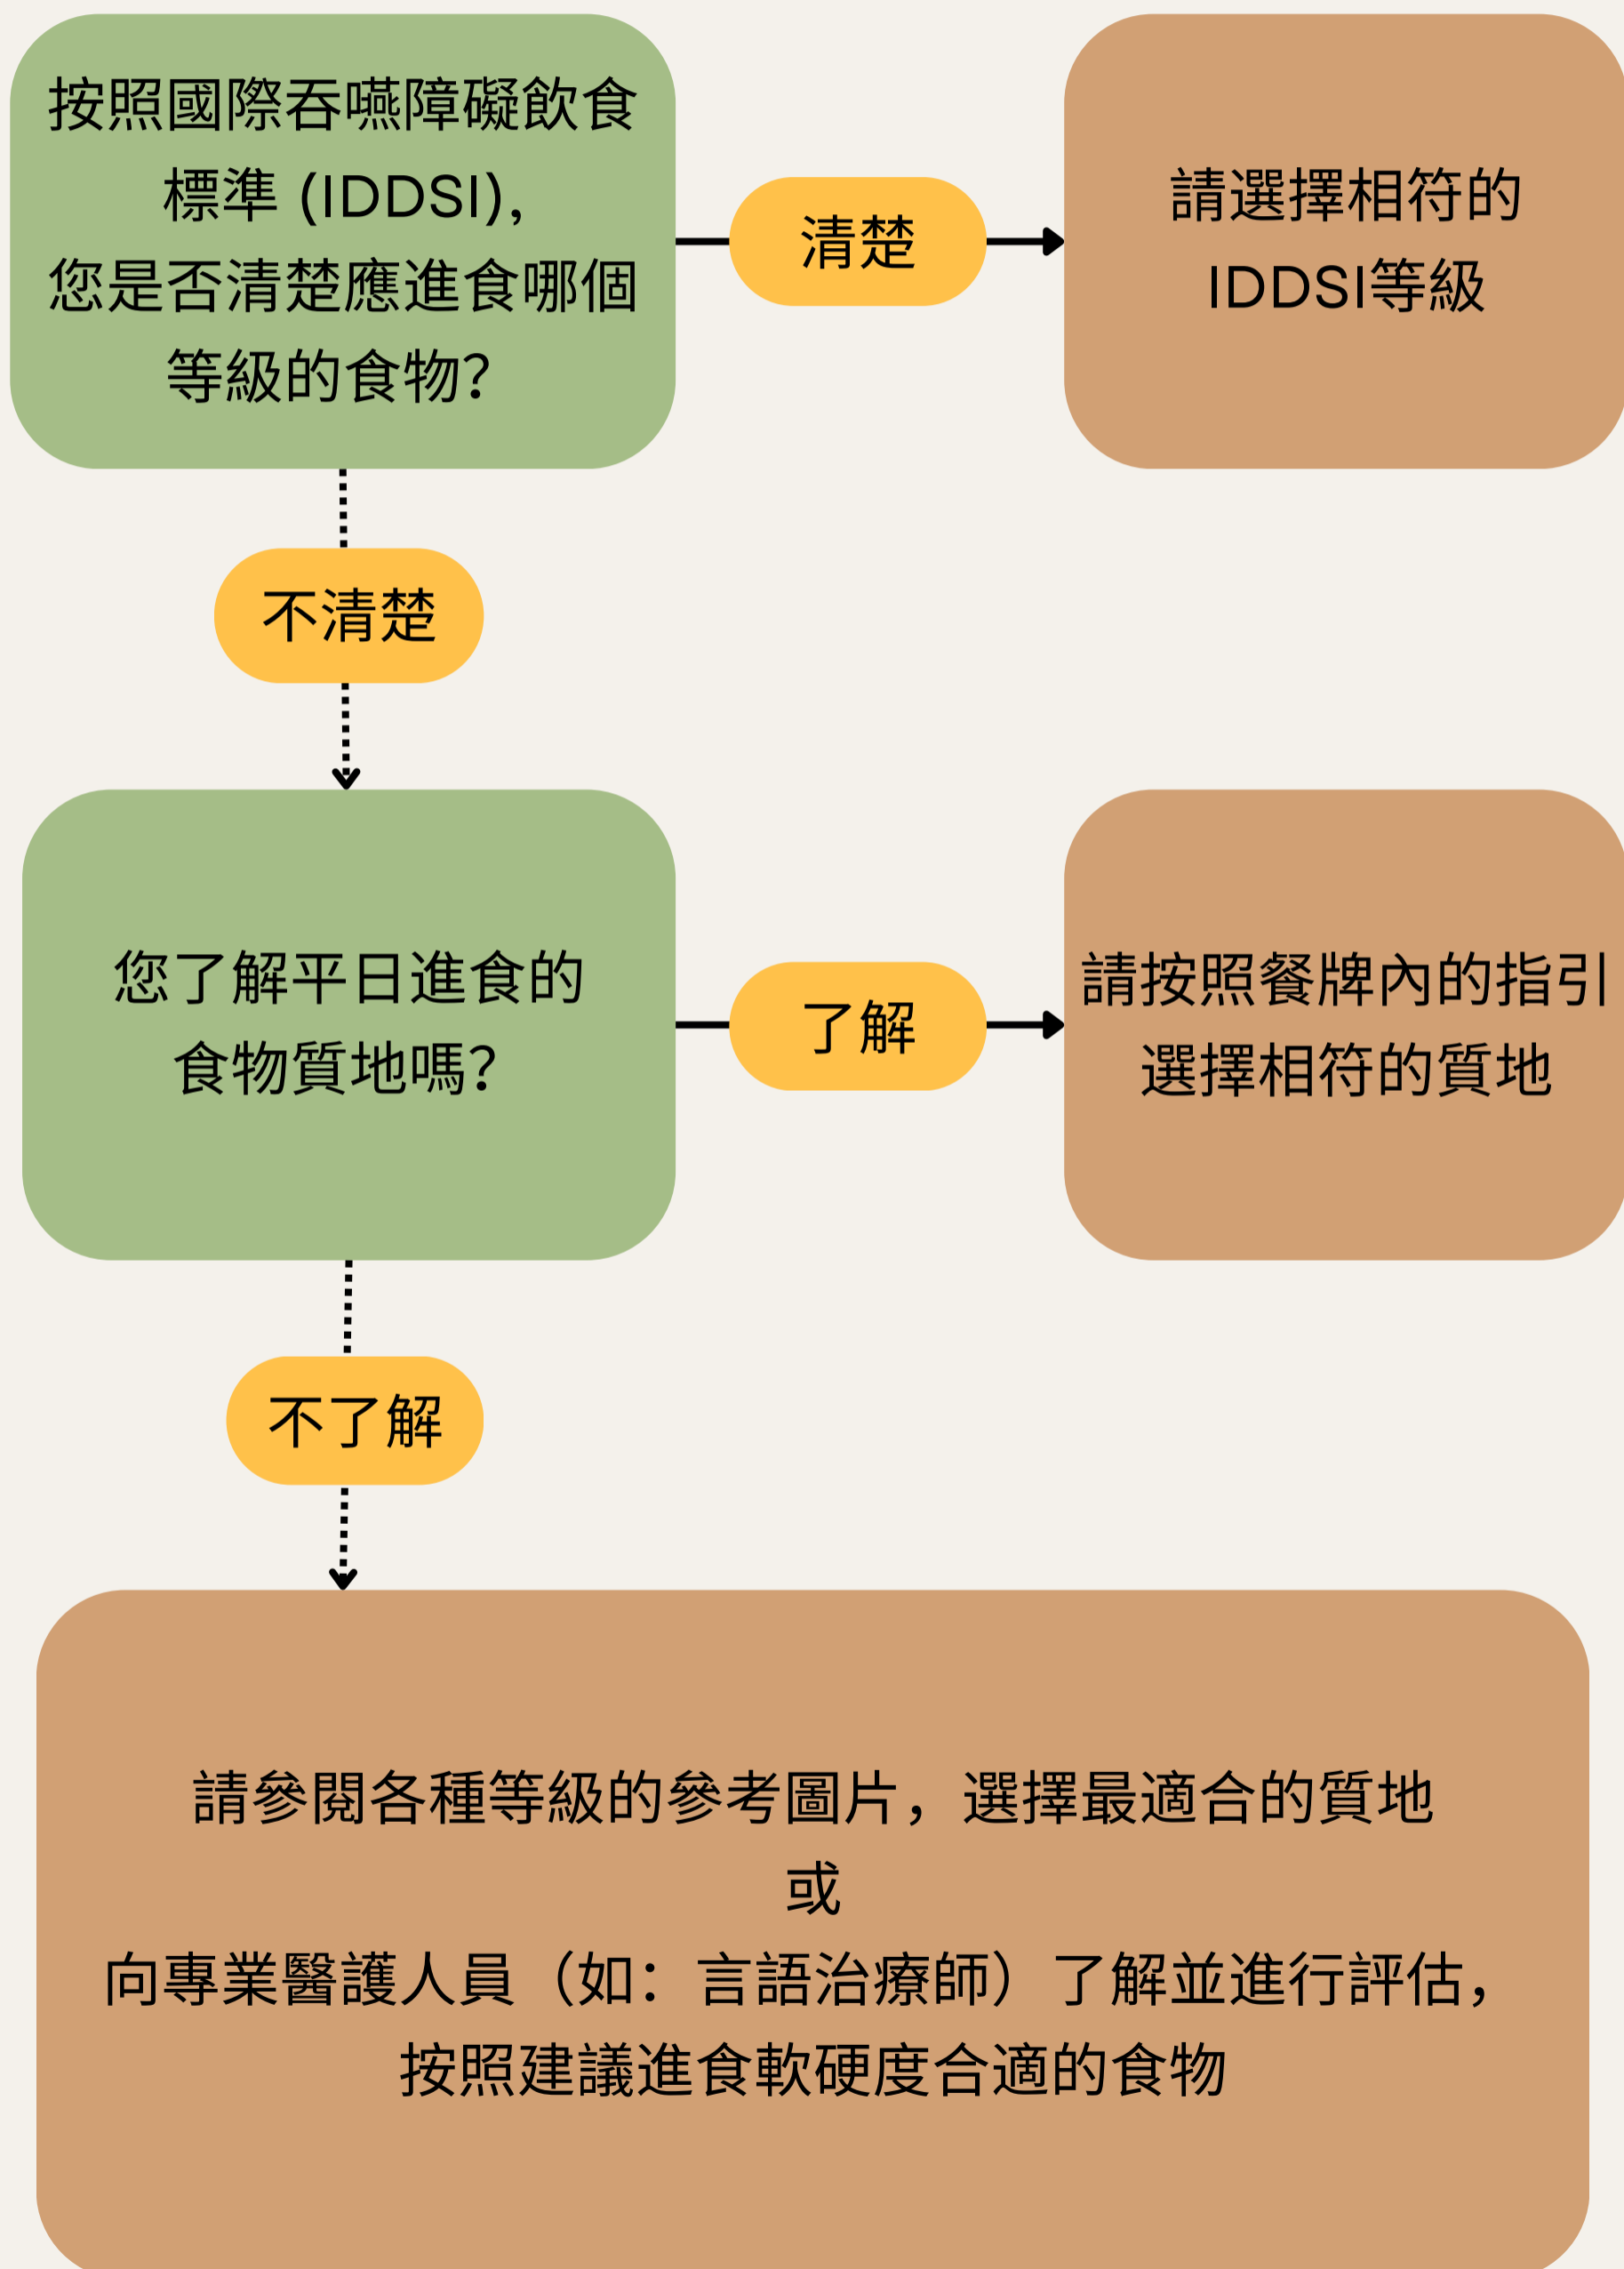 按照國際吞嚥障礙飲食
標準 (IDDSI),
您是否清楚應進食哪個
等級的食物?
清楚
請選擇相符的
IDDSI等級
不清楚
您了解平日進食的
食物質地嗎?
了解
請按照餐牌內的指引
選擇相符的質地
不了解
請參閱各種等級的參考圖片，選擇最適合的質地
或
向專業醫護人員（如：言語治療師）了解並進行評估，
按照建議進食軟硬度合適的食物